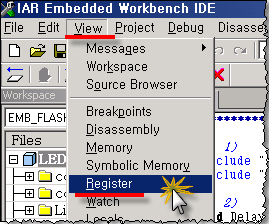 IAR Embedded Workbench IDE
File Edit View Project Debug Disasse
Messages
Workspace
Source Browser
Workspace
Breakpoints
EMB_FLASH
Disassembly
Memory
Files
Symbolic Memory
1)
LED
clude "
Register
clude "
Watch
2)
Locals
Delay